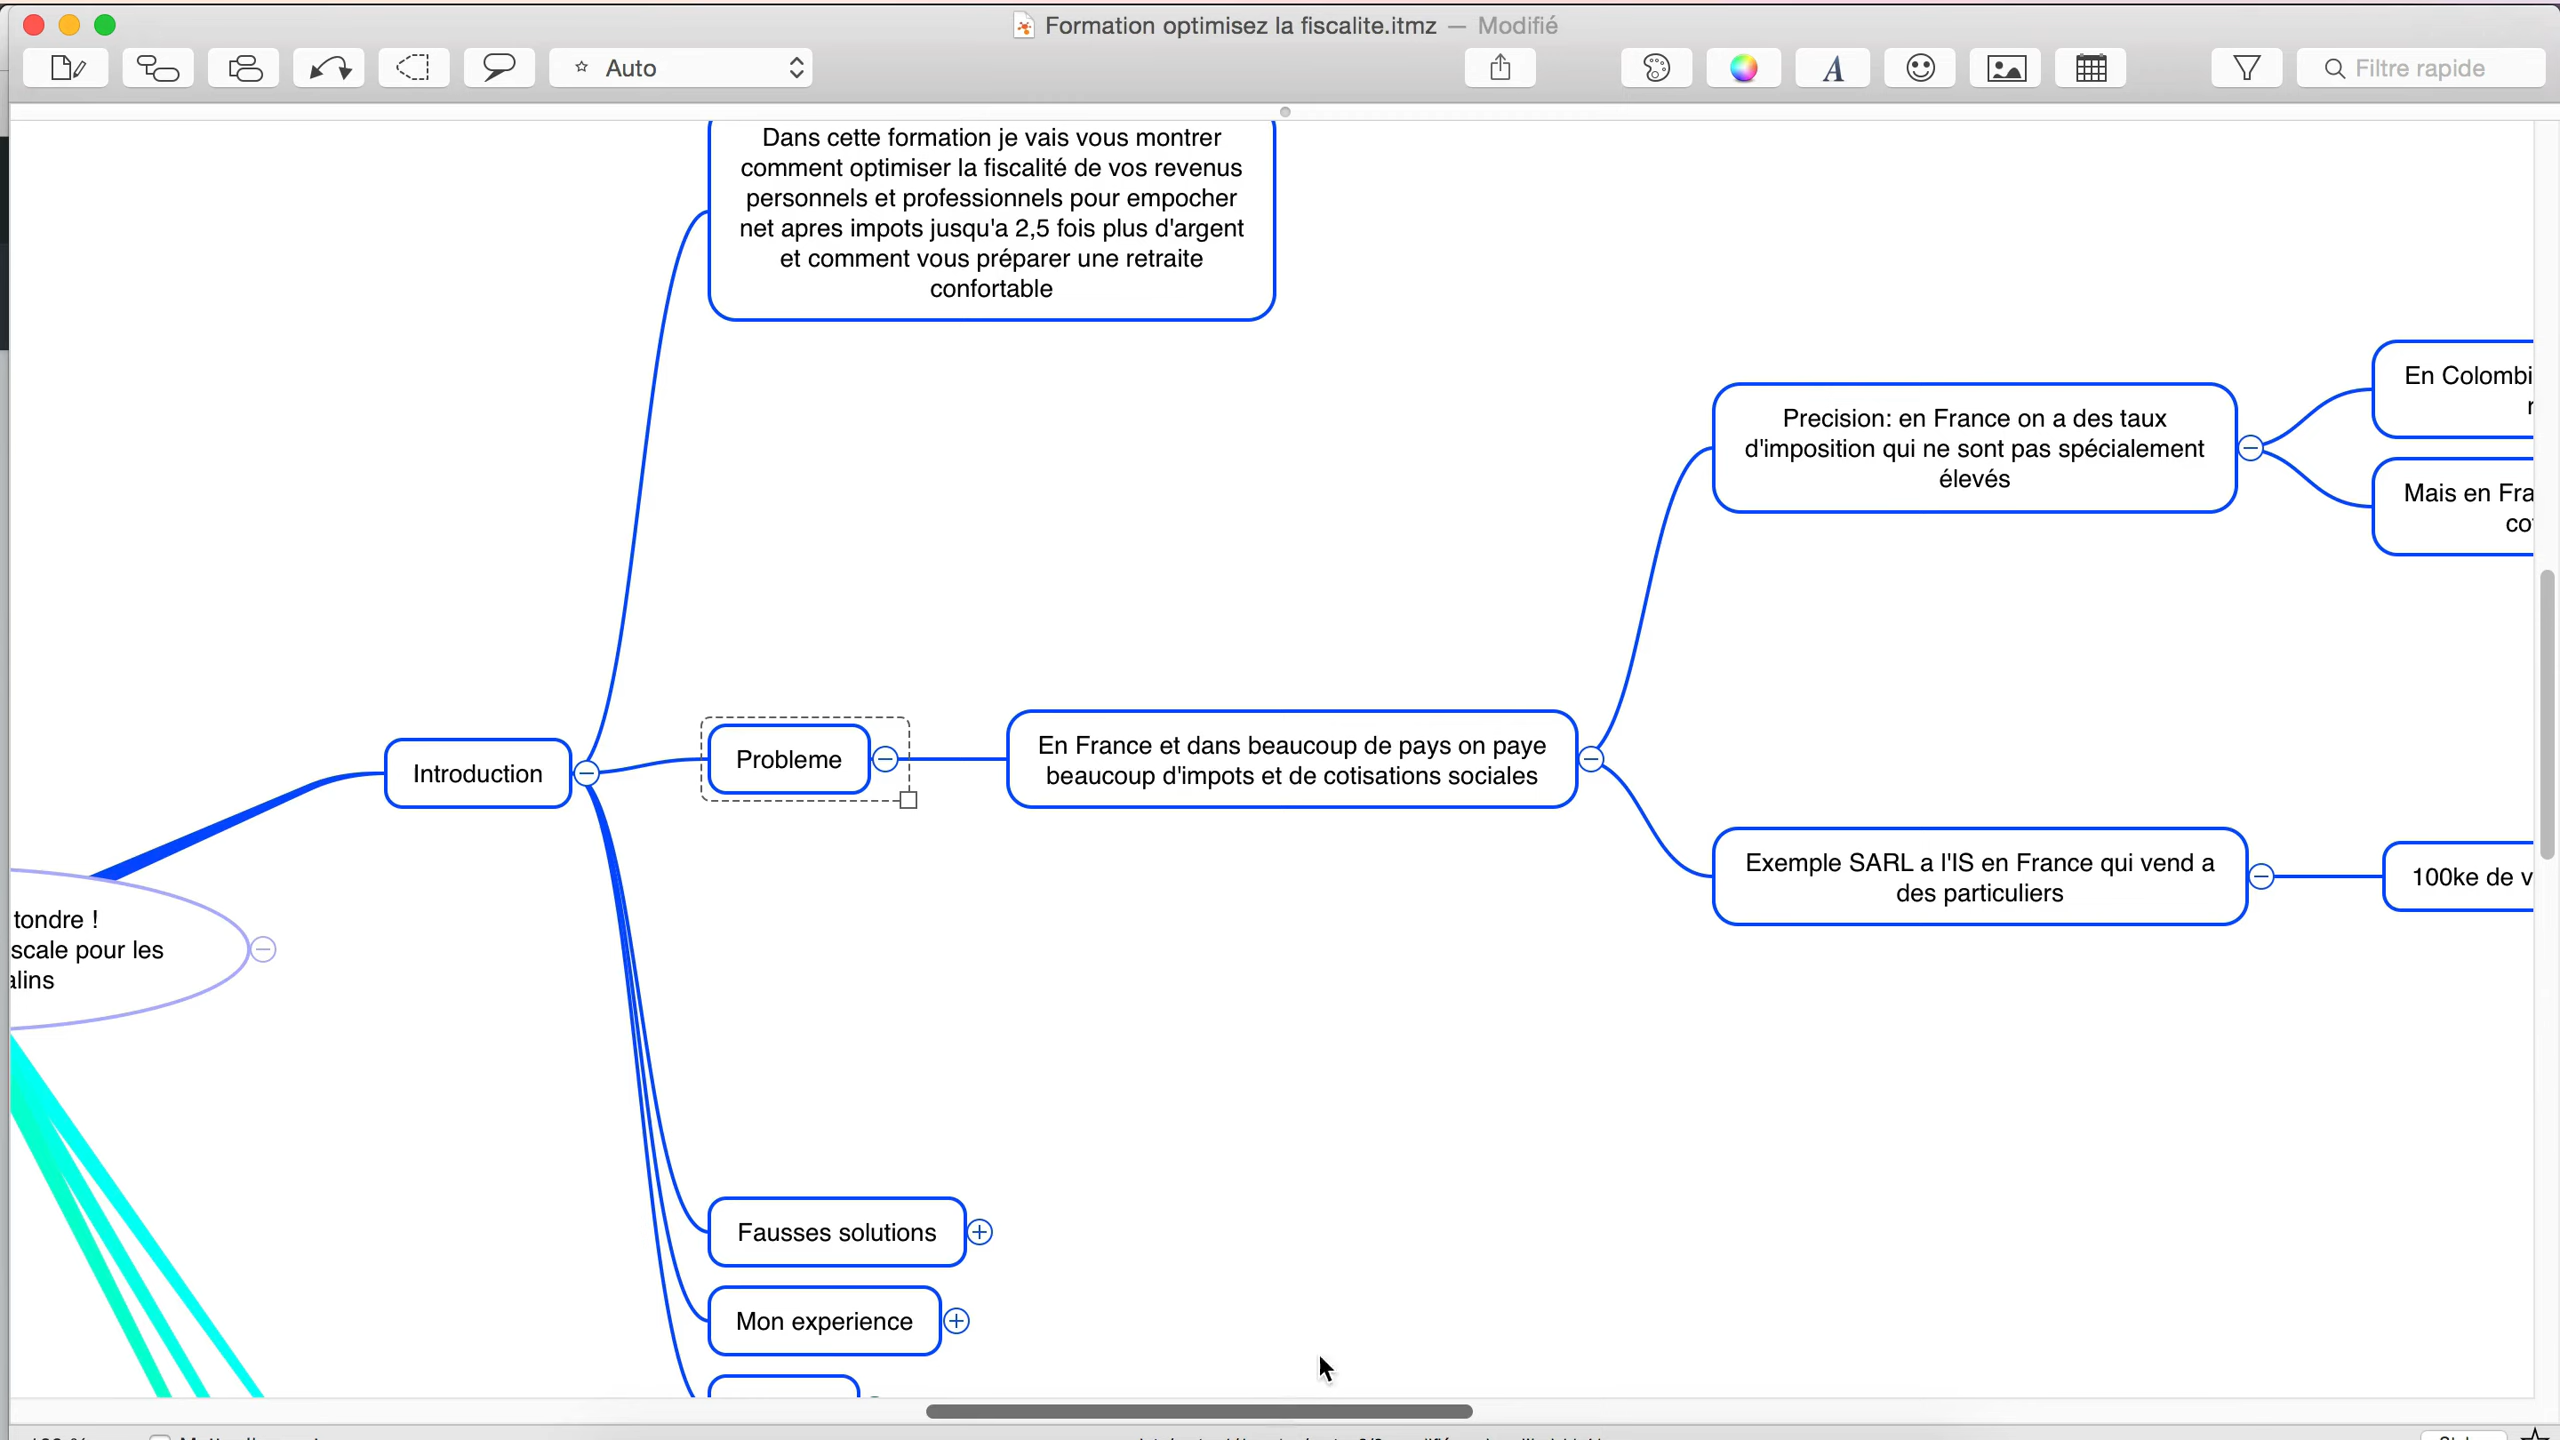 Formation optimisez la fiscalite.itmz — Modifié
Auto
Filtre rapide
Dans cette formation je vais vous montrer
comment optimiser la fiscalité de vos revenus
personnels et professionnels pour empocher
net apres impots jusqu'a 2,5 fois plus d'argent
et comment vous préparer une retraite
confortable
En Colombi
Precision: en France on a des taux
d'imposition qui ne sont pas spécialement
élevés
Mais en Fra
Introduction
Probleme
En France et dans beaucoup de pays on paye
beaucoup d'impots et de cotisations sociales
Exemple SARL a l'IS en France qui vend a
des particuliers
100ke de v
tondre !
scale pour les
alins
Fausses solutions
Mon experience